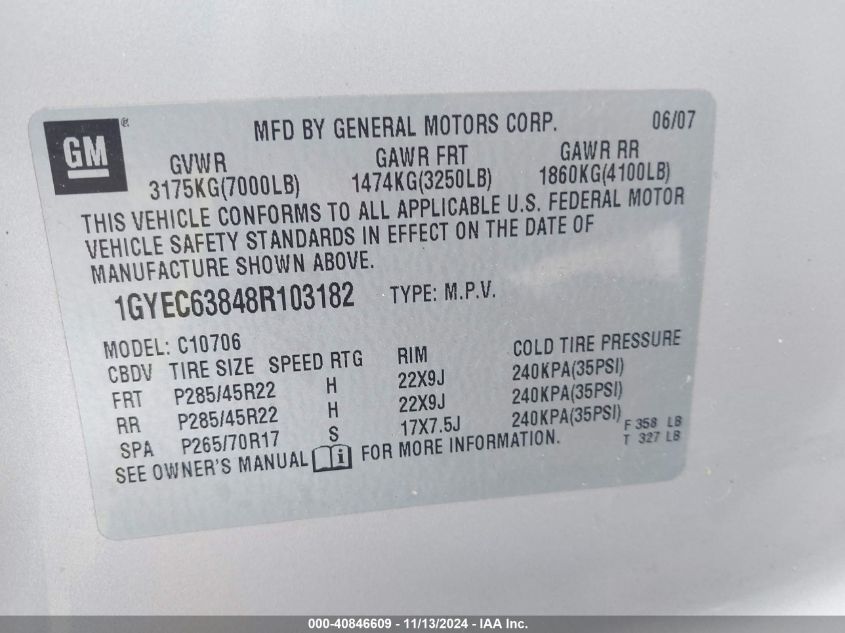 GM ®
MFD BY GENERAL MOTORS CORP. 06/07
GVWR GAWR FRT GAWR RR
3175KG(7000LB) 1474KG(3250LB) 1860KG(4100LB)
THIS VEHICLE CONFORMS TO ALL APPLICABLE U.S. FEDERAL MOTOR
VEHICLE SAFETY STANDARDS IN EFFECT ON THE DATE OF
MANUFACTURE SHOWN ABOVE.
1GYEC63848R103182 TYPE: M.P.V.
MODEL: C10706
CBDV TIRE SIZE SPEED RTG RIM COLD TIRE PRESSURE
FRT P285/45R22 H 22X9J 240KPA(35PSI)
RR P285/45R22 H 22X9J 240KPA(35PSI)
SPA P265/70R17 S 17X7.5J 240KPA(35PSI) F 358 LB
SEE OWNER'S MANUAL i FOR MORE INFORMATION. T 327 LB
000-40846609 - 11/13/2024 - IAA Inc.